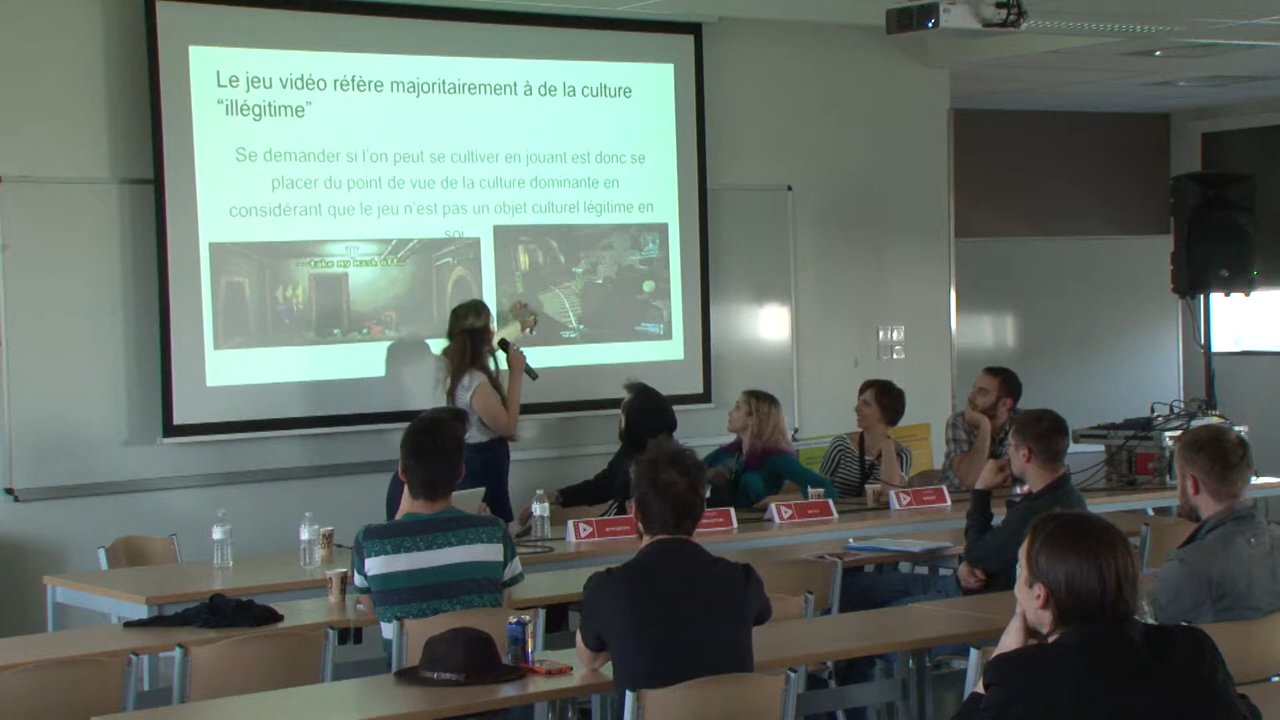 Le jeu vidéo réfère majoritairement à de la culture
“illégitime”
Se demander si l’on peut se cultiver en jouant est donc se
placer du point de vue de la culture dominante en
considérant que le jeu n’est pas un objet culturel légitime en
soi
...take my mask off...